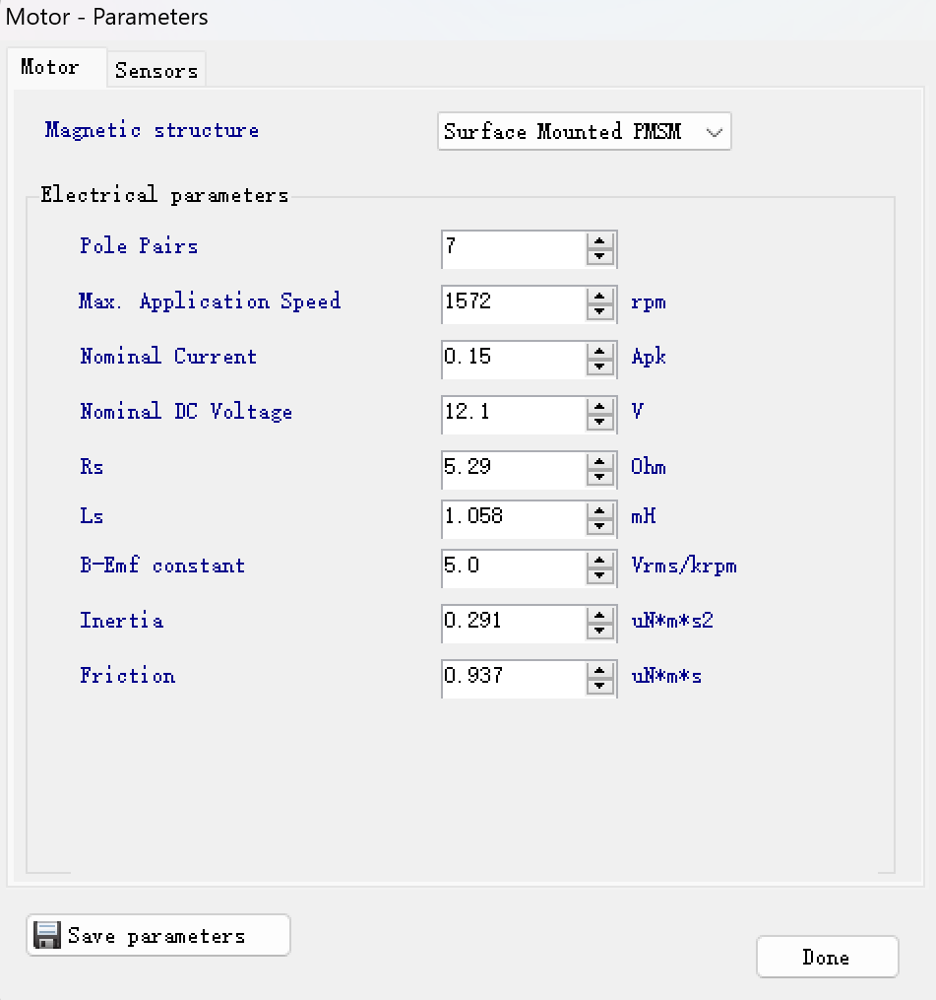 Motor - Parameters
Motor
Sensors
Magnetic structure
Surface Mounted PMSM
Electrical parameters
Pole Pairs 7
Max. Application Speed 1572 rpm
Nominal Current 0.15 Apk
Nominal DC Voltage 12.1 V
Rs 5.29 Ohm
Ls 1.058 mH
B-Emf constant 5.0 Vrms/krpm
Inertia 0.291 uN*m*s2
Friction 0.937 uN*m*s
Save parameters
Done